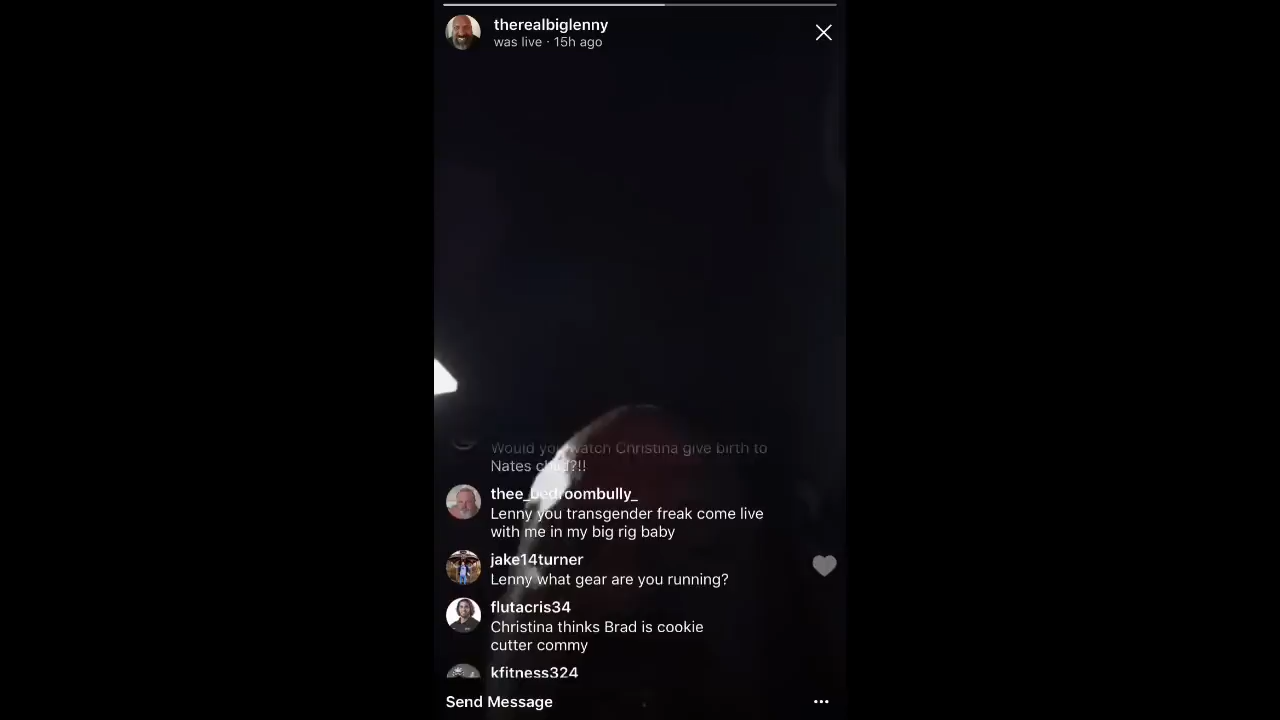 therealbiglenny
was live · 15h ago
Would you watch Christina give birth to
Nates child?!!
thee_bedroombully_
Lenny you transgender freak come live
with me in my big rig baby
jake14turner
Lenny what gear are you running?
flutacris34
Christina thinks Brad is cookie
cutter commy
kfitness324
Send Message